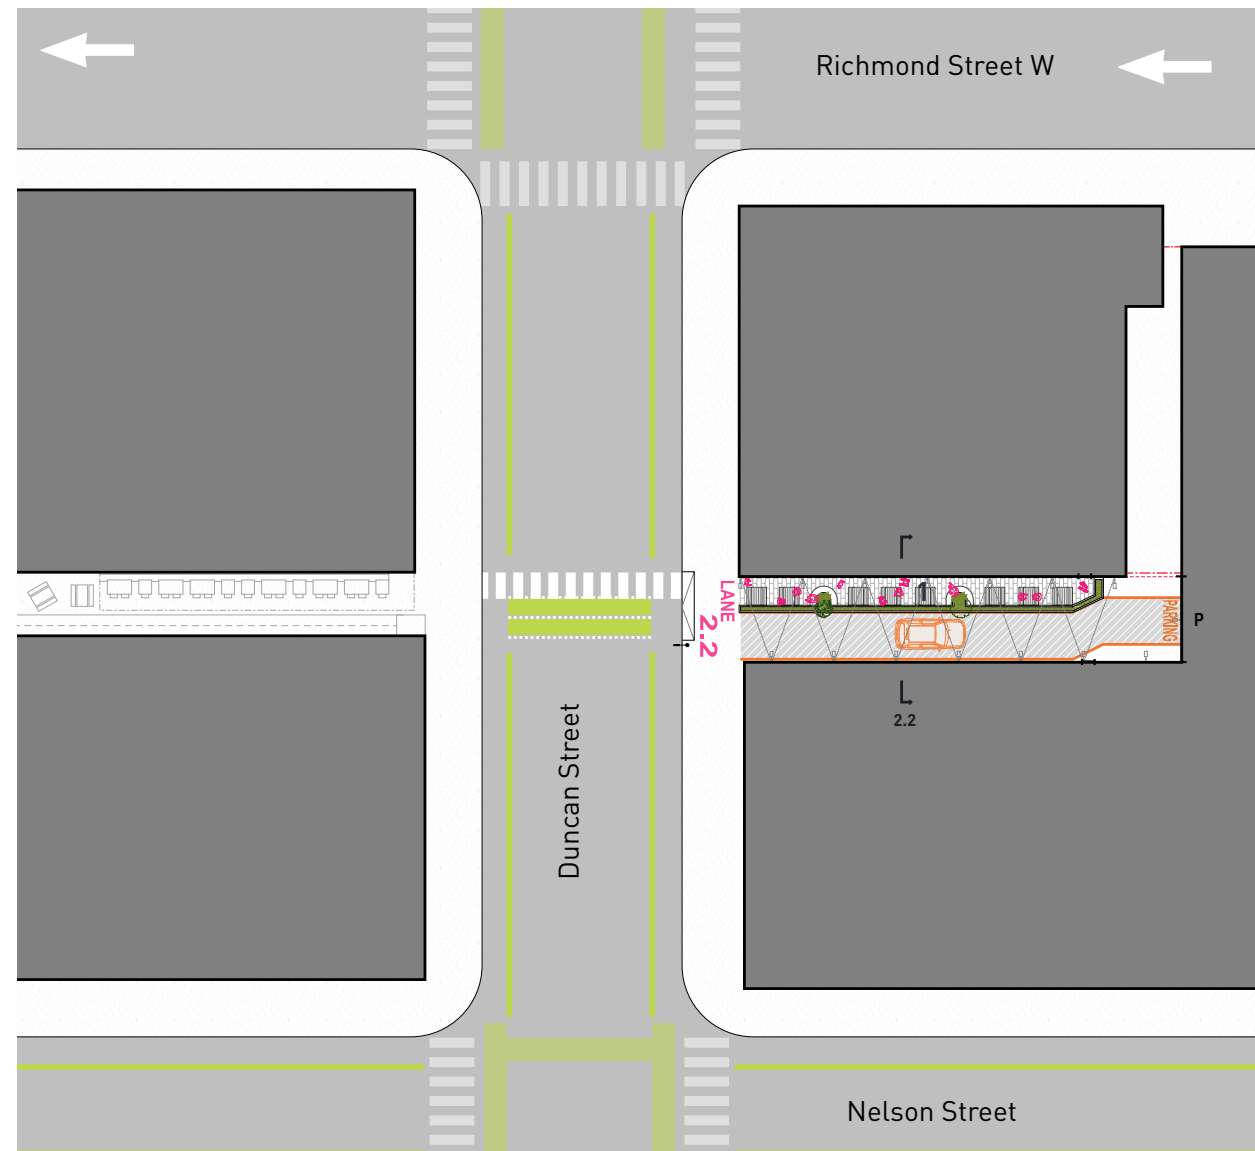 Richmond Street W
LANE
2.2
PARKING
P
2.2
Duncan Street
Nelson Street